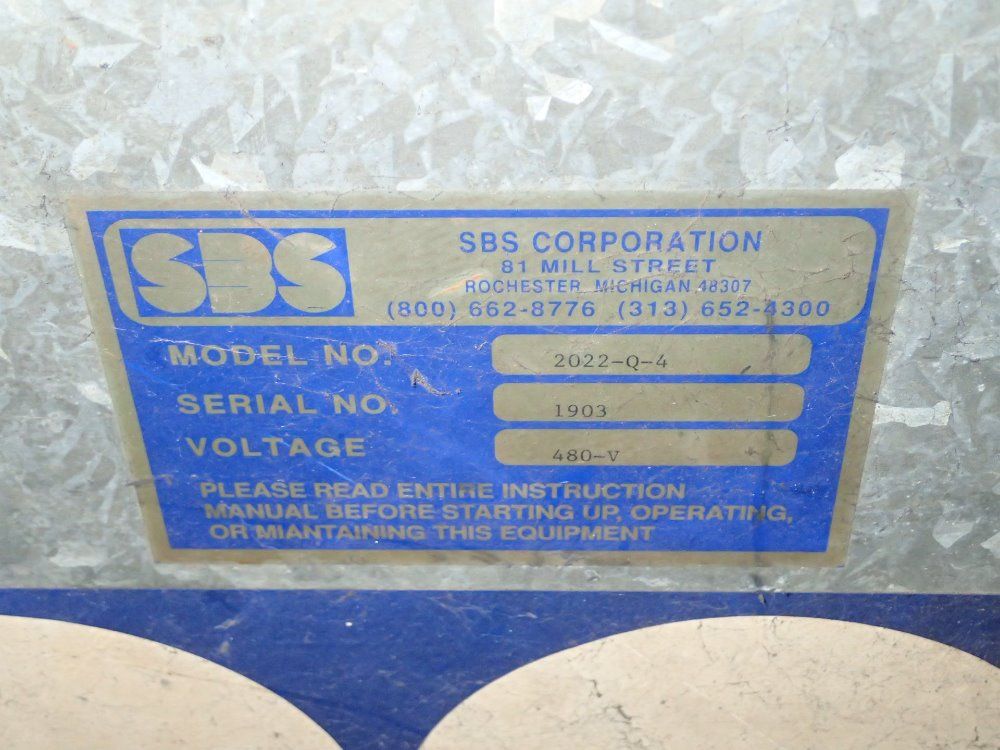 SBS
SBS CORPORATION
81 MILL STREET
ROCHESTER, MICHIGAN 48307
(800) 662-8776 (313) 652-4300
MODEL NO. 2022-Q-4
SERIAL NO. 1903
VOLTAGE 480-V
PLEASE READ ENTIRE INSTRUCTION
MANUAL BEFORE STARTING UP, OPERATING,
OR MIANTAINING THIS EQUIPMENT